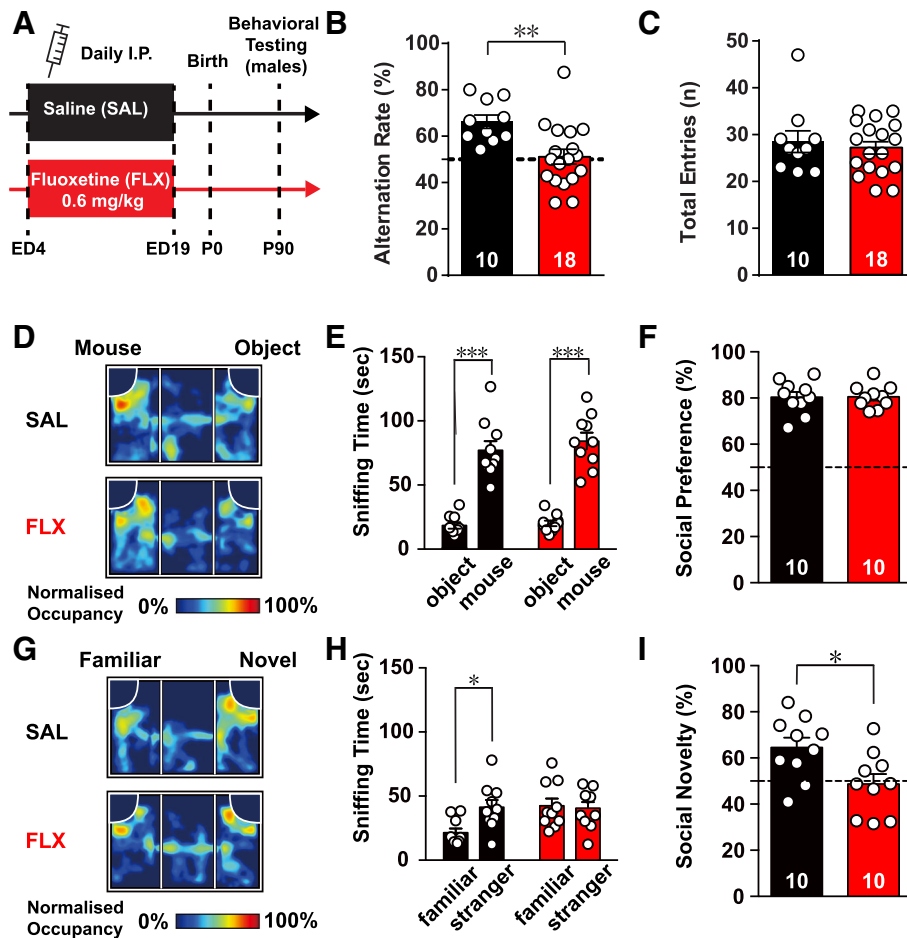 A
Daily I.P.
Birth
Behavioral
Testing
(males)
Saline (SAL)
Fluoxetine (FLX)
0.6 mg/kg
ED4
ED19
P0
P90
B
Alternation Rate (%)
100
80
60
40
20
0
**
10
18
C
Total Entries (n)
50
40
30
20
10
0
10
18
D
Mouse
Object
SAL
FLX
Normalised
Occupancy
0%
100%
E
Sniffing Time (sec)
150
100
50
0
***
***
object
mouse
object
mouse
F
Social Preference (%)
100
80
60
40
20
0
10
10
G
Familiar
Novel
SAL
FLX
Normalised
Occupancy
0%
100%
H
Sniffing Time (sec)
150
100
50
0
*
familiar
stranger
familiar
stranger
I
Social Novelty (%)
100
80
60
40
20
0
*
10
10